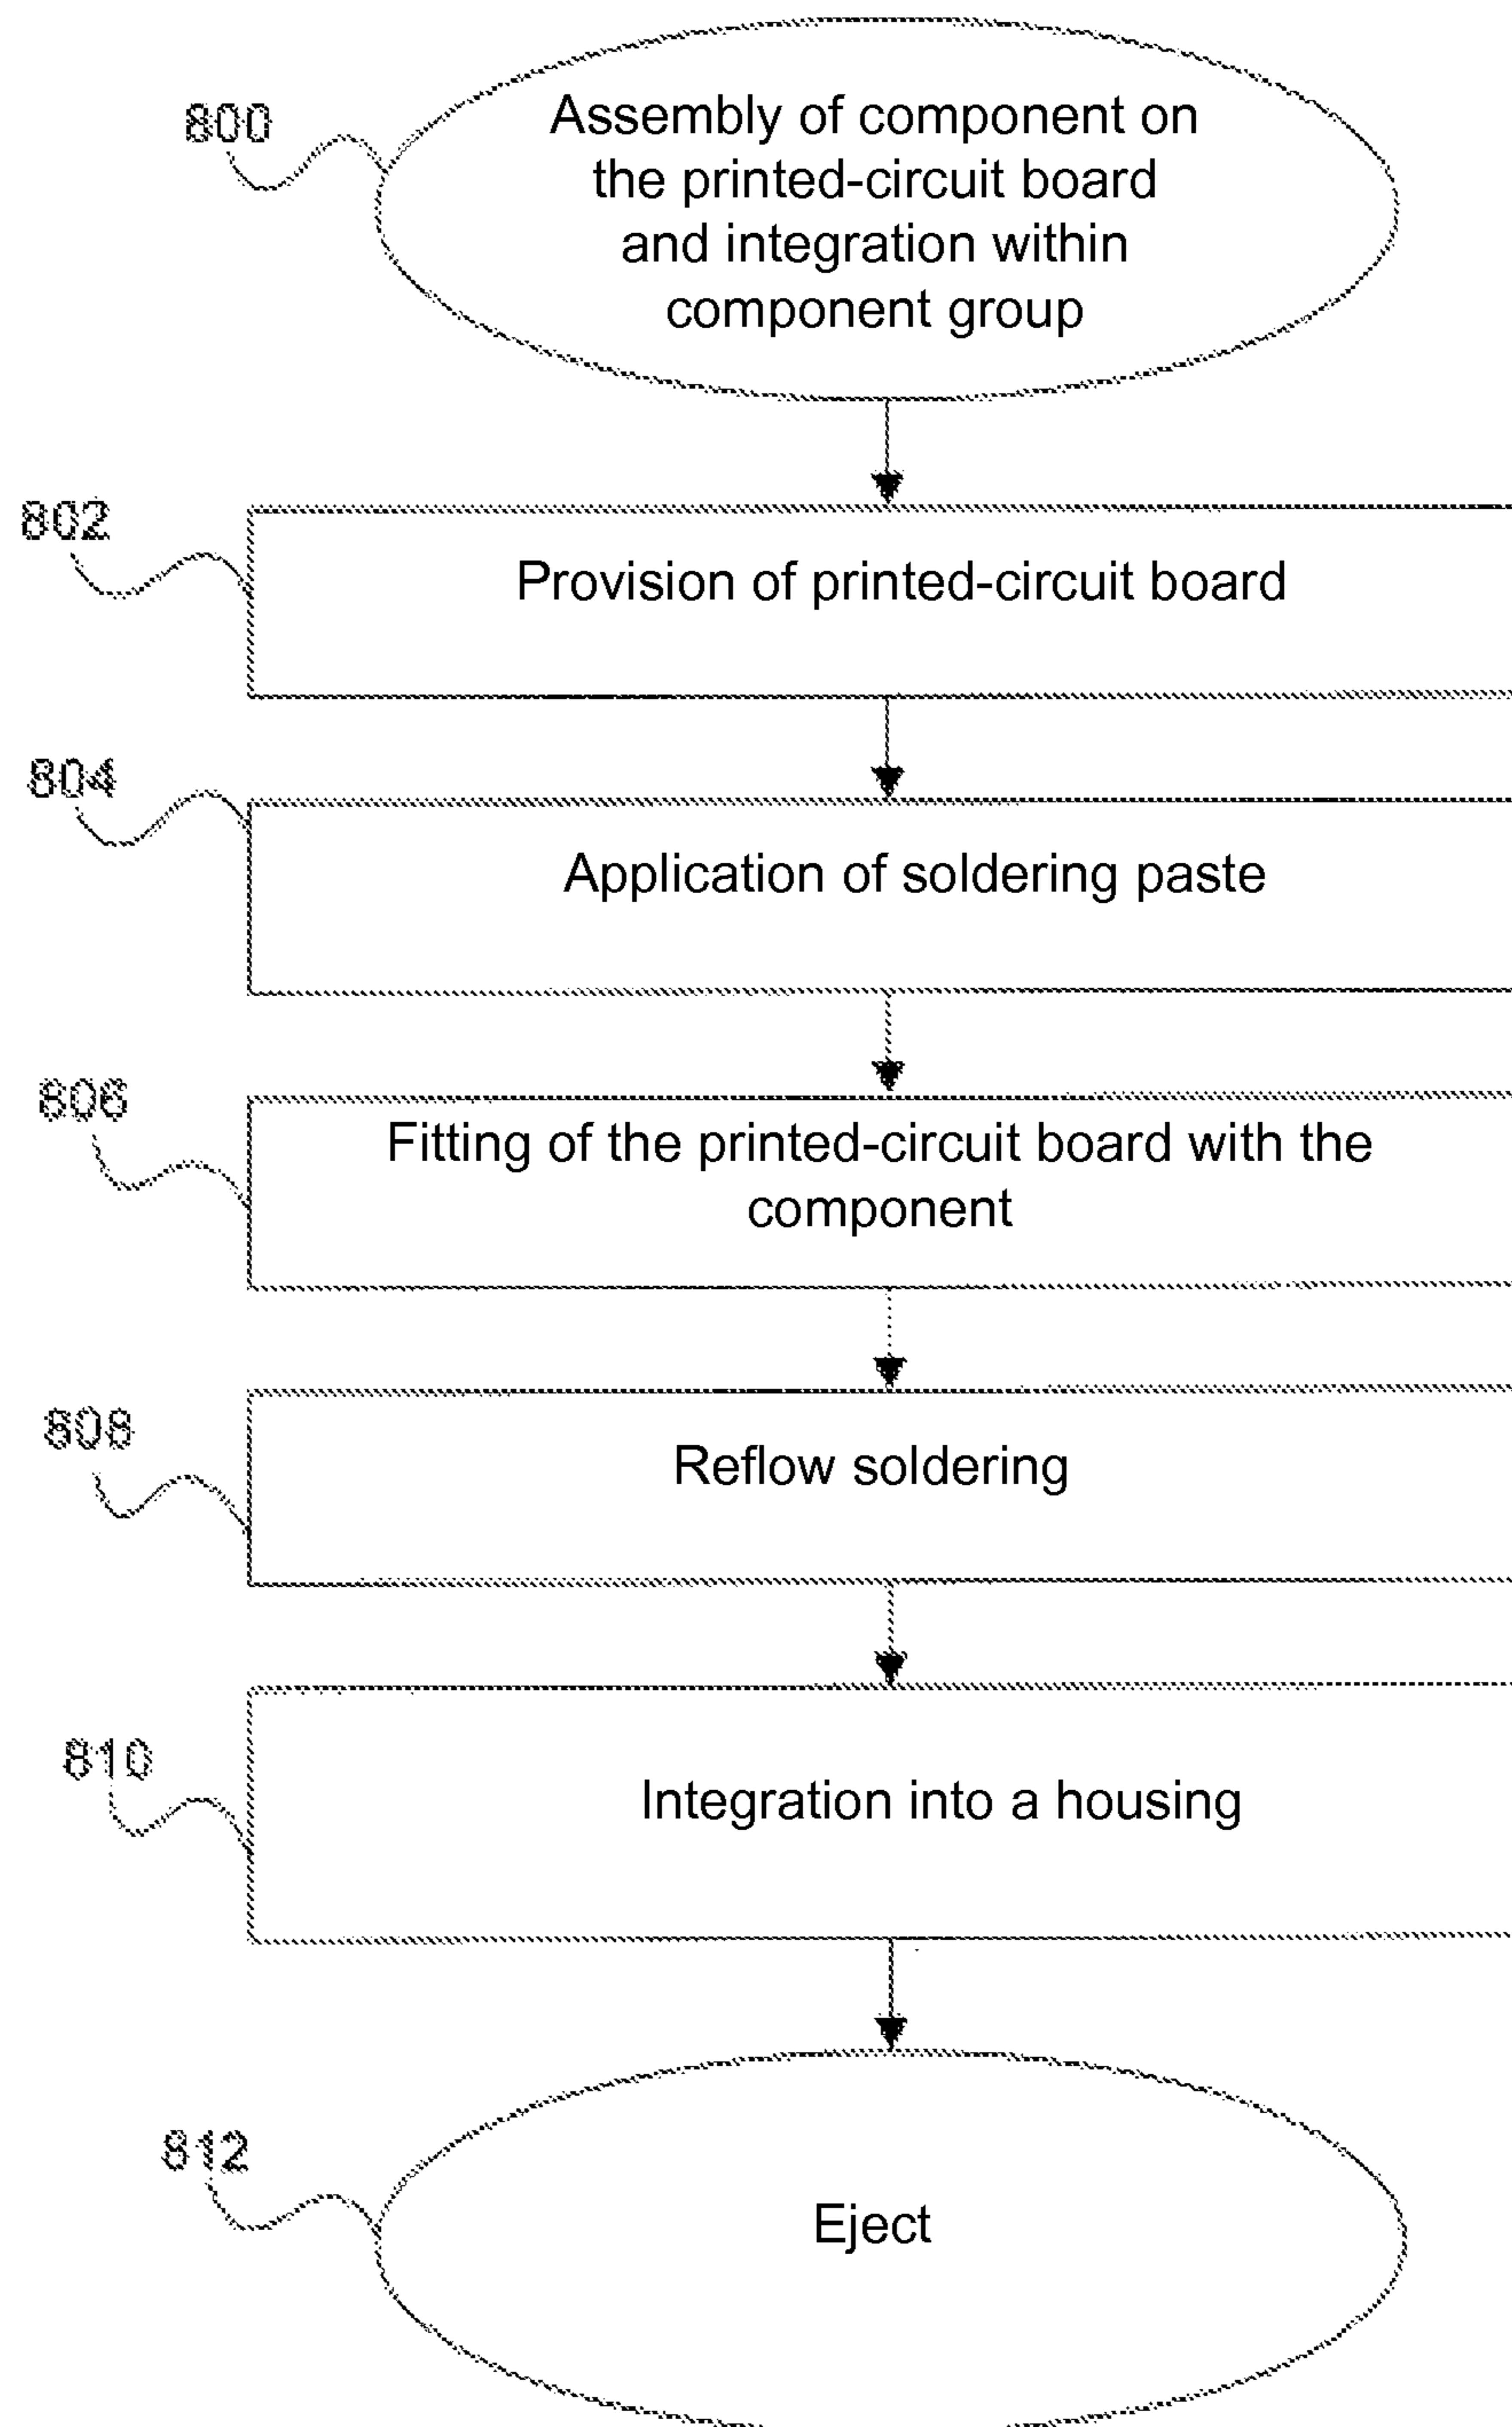 800
Assembly of component on
the printed-circuit board
and integration within
component group
802
Provision of printed-circuit board
804
Application of soldering paste
806
Fitting of the printed-circuit board with the
component
808
Reflow soldering
810
Integration into a housing
812
Eject